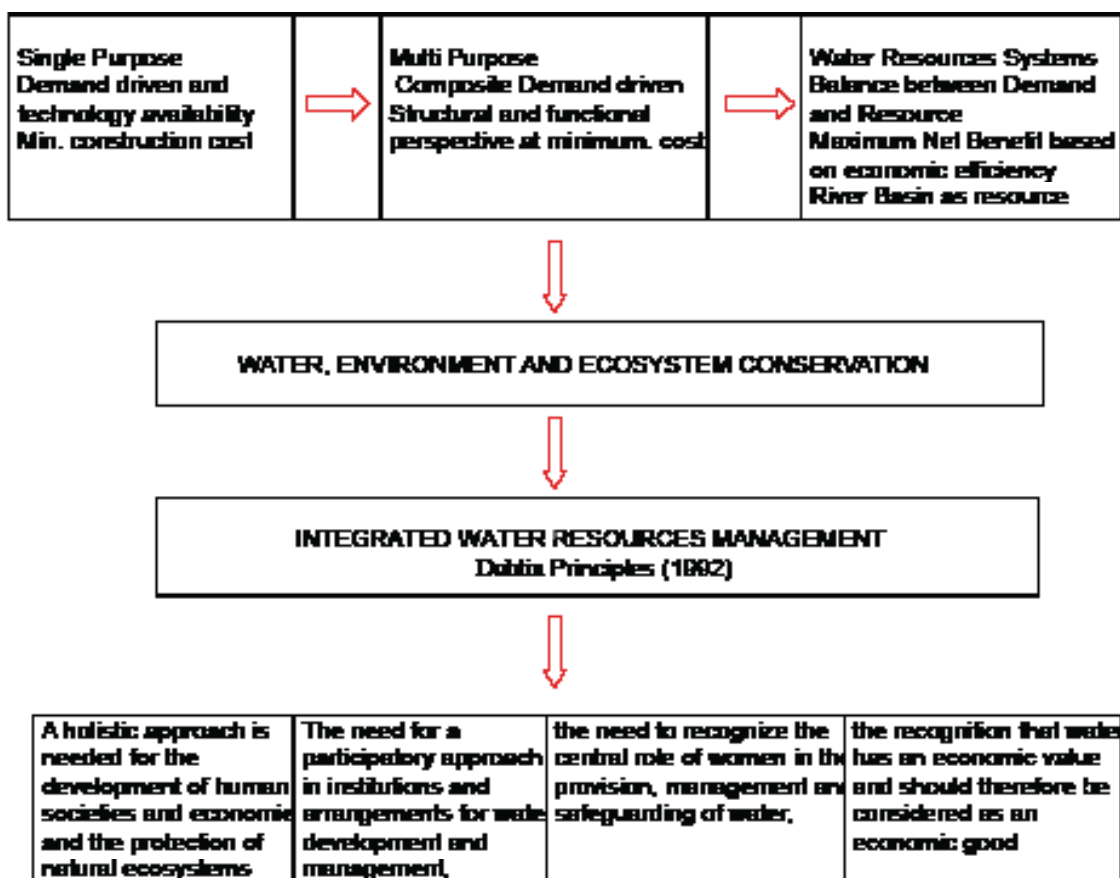 Single Purpose
Demand driven and
technology availability
Min. construction cost
Multi Purpose
Composite Demand driven
Structural and functional
perspective at minimum. cost
Water Resources Systems
Balance between Demand
and Resource
Maximum Net Benefit based
on economic efficiency
River Basin as resource
WATER, ENVIRONMENT AND ECOSYSTEM CONSERVATION
INTEGRATED WATER RESOURCES MANAGEMENT
Dublin Principles (1992)
A holistic approach is
needed for the
development of human
societies and economie
and the protection of
natural ecosystems
The need for a
participatory approach
in institutions and
arrangements for wate
development and
management,
the need to recognize the
central role of women in the
provision, management an
safeguarding of water,
the recognition that water
has an economic value
and should therefore be
considered as an
economic good